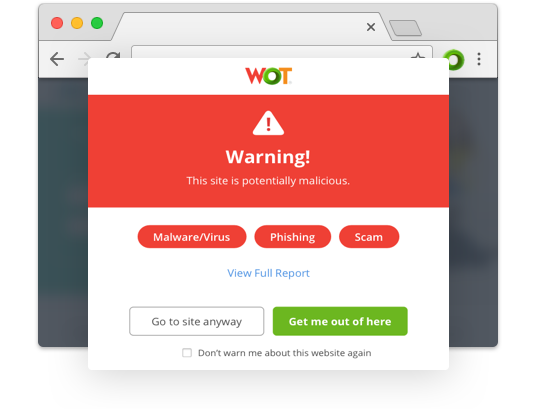 WOT
Warning!
This site is potentially malicious.
Malware/Virus Phishing Scam
View Full Report
Go to site anyway Get me out of here
Don't warn me about this website again